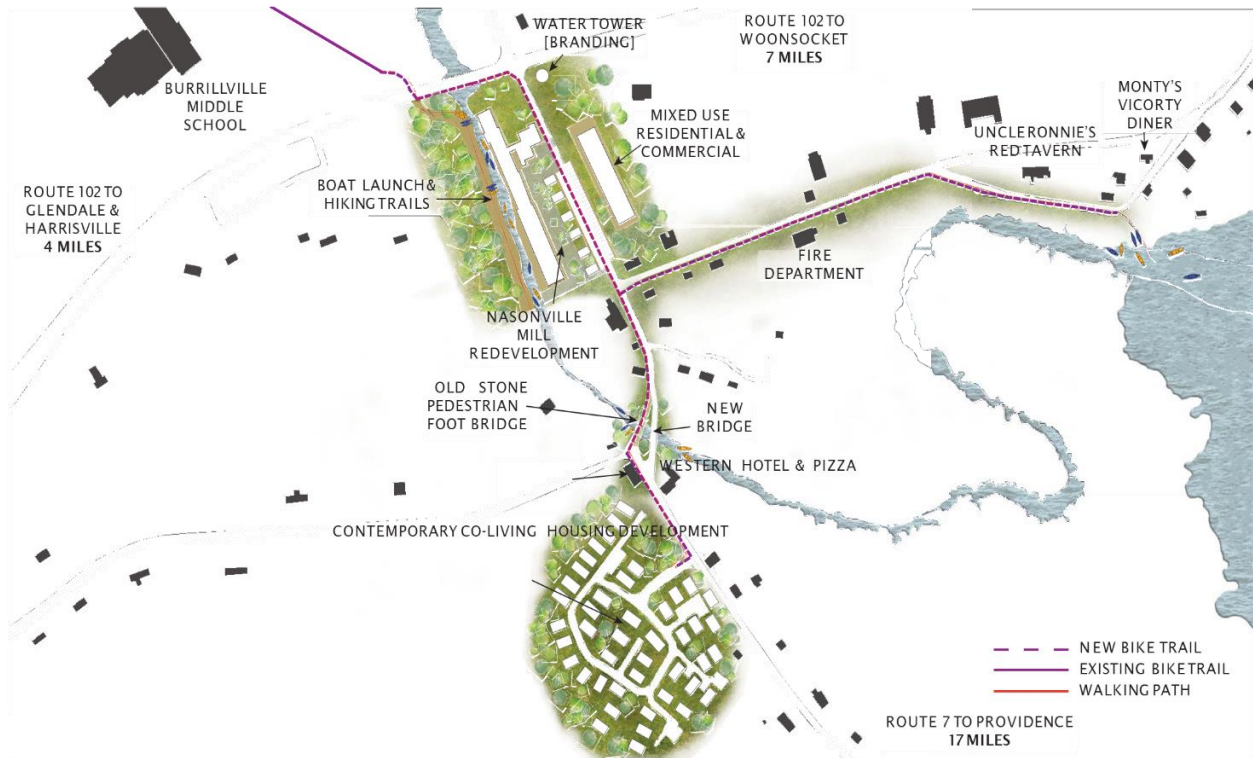 WATER TOWER
[BRANDING]
ROUTE 102 TO
WOONSOCKET
7 MILES
BURRILLVILLE
MIDDLE
SCHOOL
MONTY'S
VICORTY
DINER
MIXED USE
RESIDENTIAL &
COMMERCIAL
UNCLE RONNIE'S
RED TAVERN
ROUTE 102 TO
GLENDALE &
HARRISVILLE
4 MILES
BOAT LAUNCH &
HIKING TRAILS
FIRE
DEPARTMENT
NASONVILLE
MILL
REDEVELOPMENT
OLD STONE
PEDESTRIAN
FOOT BRIDGE
NEW
BRIDGE
WESTERN HOTEL & PIZZA
CONTEMPORARY CO-LIVING HOUSING DEVELOPMENT
NEW BIKE TRAIL
EXISTING BIKE TRAIL
WALKING PATH
ROUTE 7 TO PROVIDENCE
17 MILES